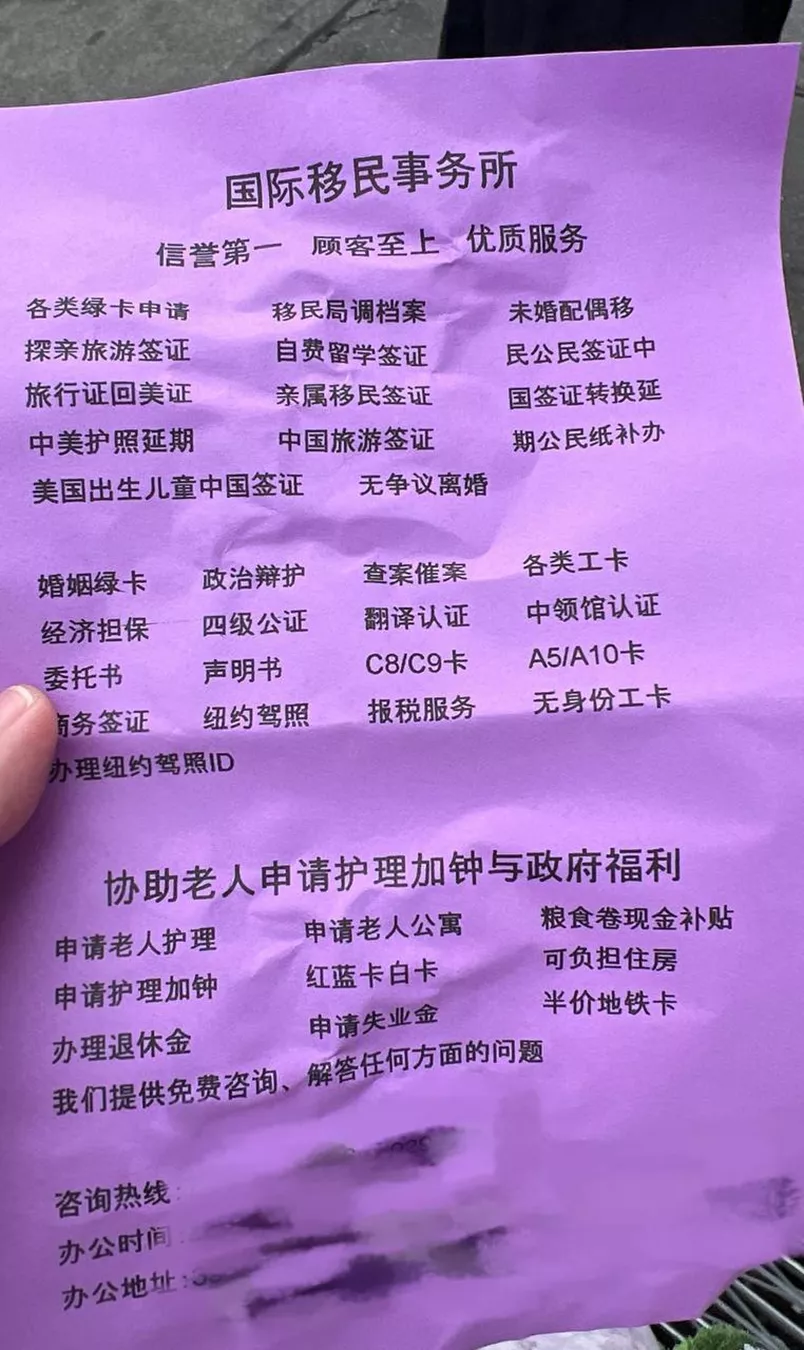 国际移民事务所
信誉第一 顾客至上 优质服务
各类绿卡申请 移民局调档案 未婚配偶移
探亲旅游签证 自费留学签证 民公民签证中
旅行证回美证 亲属移民签证 国签证转换延
中美护照延期 中国旅游签证 期公民纸补办
美国出生儿童中国签证 无争议离婚
婚姻绿卡 政治辩护 查案催案 各类工卡
经济担保 四级公证 翻译认证 中领馆认证
委托书 声明书 C8/C9卡 A5/A10卡
商务签证 纽约驾照 报税服务 无身份工卡
办理纽约驾照ID
协助老人申请护理加钟与政府福利
申请老人护理 申请老人公寓 粮食卷现金补贴
申请护理加钟 红蓝卡白卡 可负担住房
办理退休金 申请失业金 半价地铁卡
我们提供免费咨询、解答任何方面的问题
咨询热线:
办公时间:
办公地址: